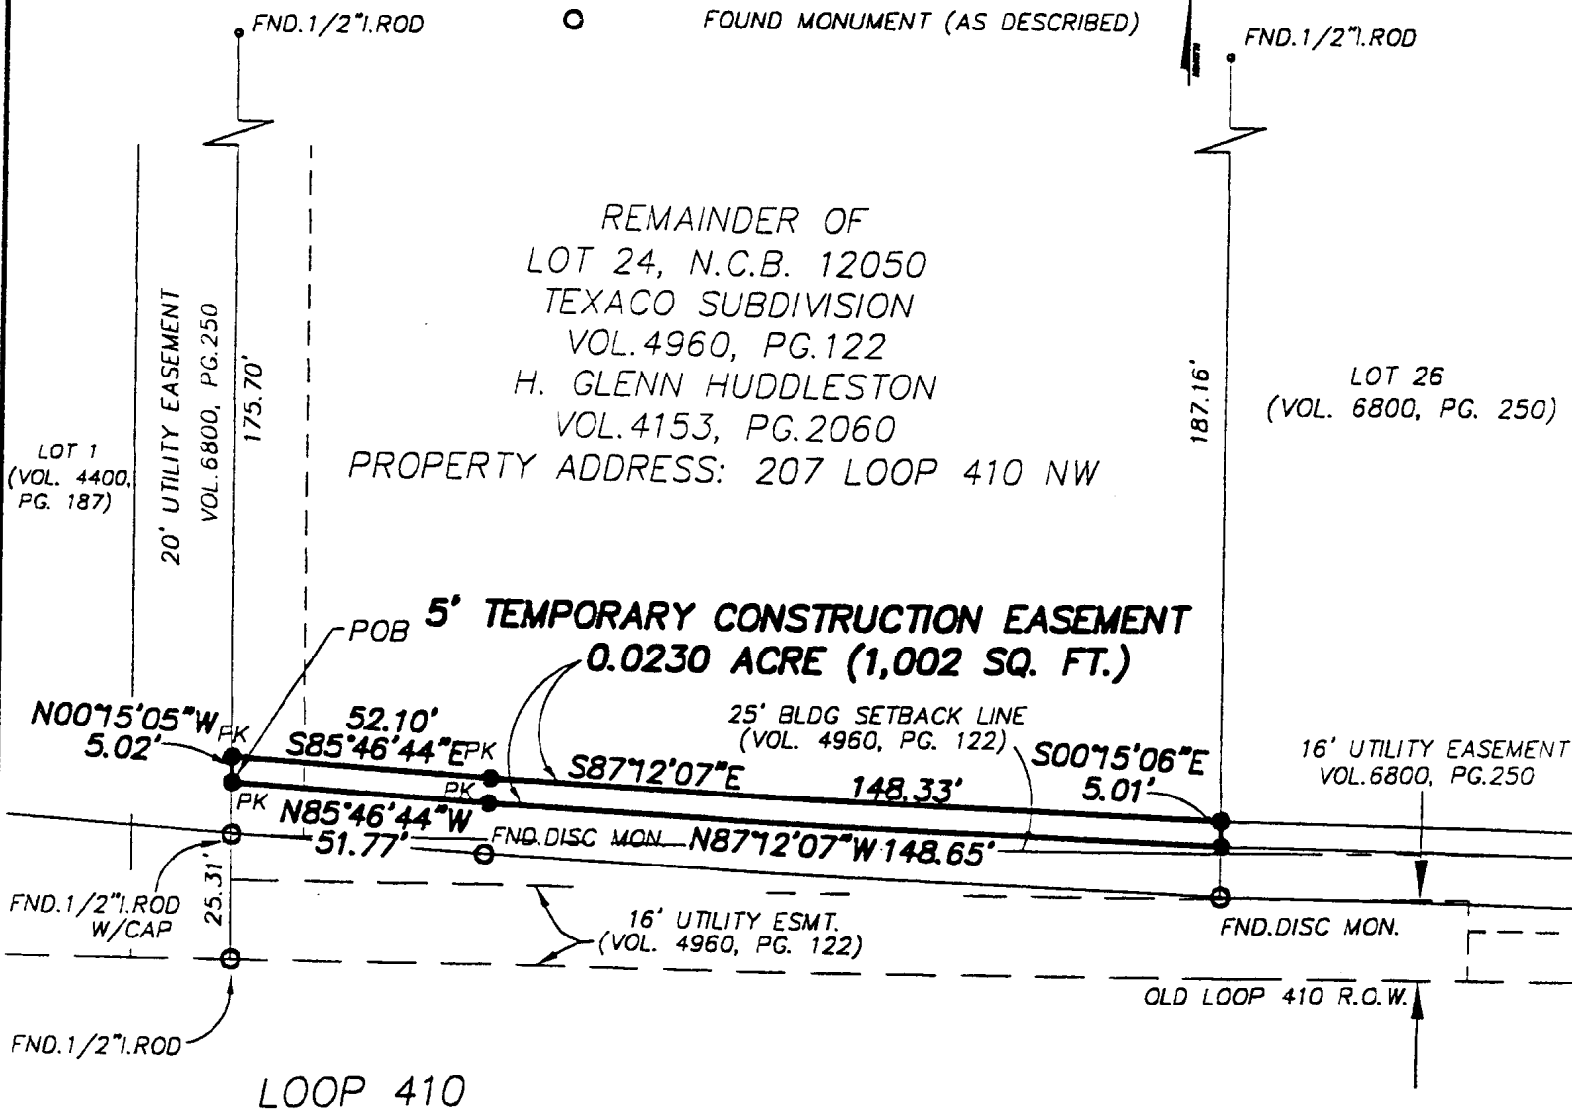 FND.1/2"I.ROD
FOUND MONUMENT (AS DESCRIBED)
FND.1/2"I.ROD
REMAINDER OF
LOT 24, N.C.B. 12050
TEXACO SUBDIVISION
VOL.4960, PG.122
H. GLENN HUDDLESTON
VOL.4153, PG.2060
PROPERTY ADDRESS: 207 LOOP 410 NW
LOT 1
(VOL. 4400,
PG. 187)
20' UTILITY EASEMENT
VOL.6800, PG.250
175.70'
187.16'
LOT 26
(VOL. 6800, PG. 250)
POB
5' TEMPORARY CONSTRUCTION EASEMENT
0.0230 ACRE (1,002 SQ. FT.)
N00°15'05"W
5.02'
PK
52.10'
S85°46'44"E
PK
25' BLDG SETBACK LINE
(VOL. 4960, PG. 122)
S87°12'07"E
148.33'
S00°15'06"E
5.01'
16' UTILITY EASEMENT
VOL.6800, PG.250
PK
PK
N85°46'44"W
51.77'
FND.DISC MON.
N87°12'07"W 148.65'
25.31'
FND.1/2"I.ROD
W/CAP
16' UTILITY ESMT.
(VOL. 4960, PG. 122)
FND.DISC MON.
OLD LOOP 410 R.O.W.
FND.1/2"I.ROD
LOOP 410